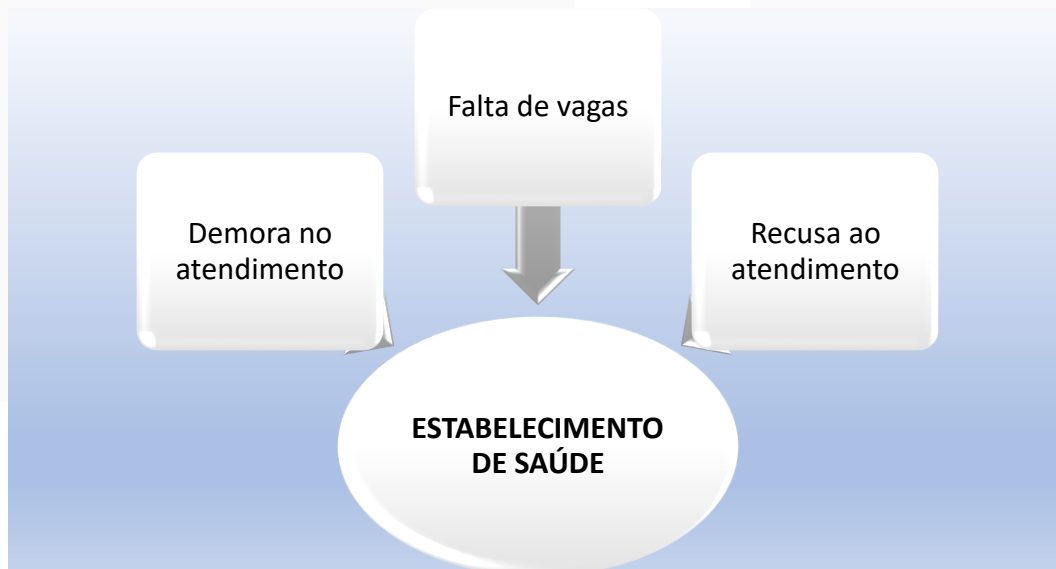 Falta de vagas
Demora no
atendimento
Recusa ao
atendimento
ESTABELECIMENTO
DE SAÚDE